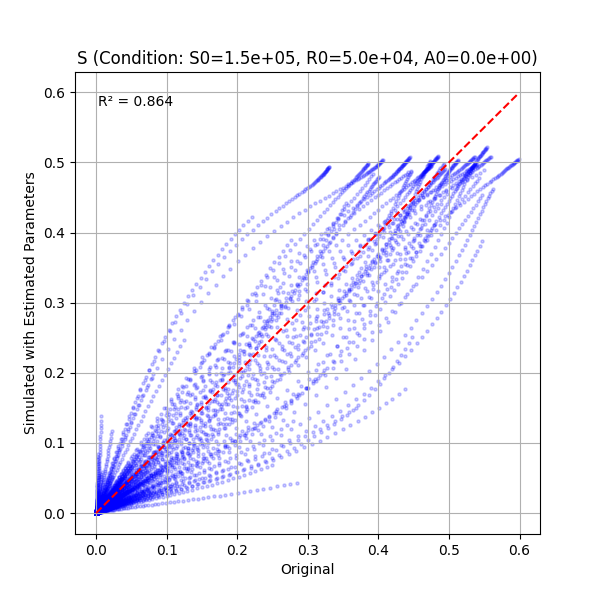 S (Condition: S0=1.5e+05, R0=5.0e+04, A0=0.0e+00)
R² = 0.864
Simulated with Estimated Parameters
0.6
0.5
0.4
0.3
0.2
0.1
0.0
0.0 0.1 0.2 0.3 0.4 0.5 0.6
Original